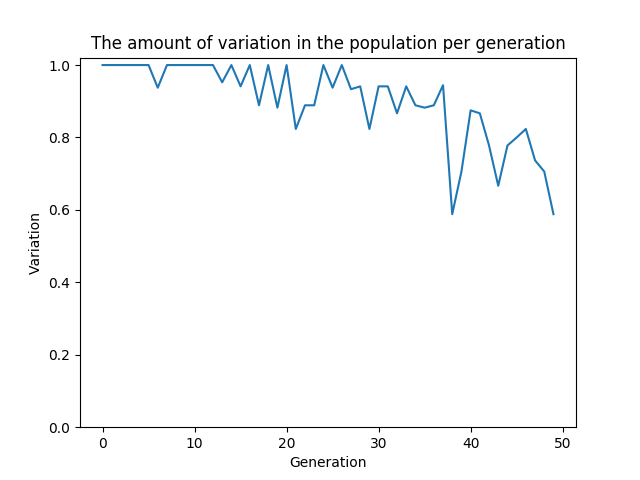 The amount of variation in the population per generation
1.0
0.8
0.6
0.4
0.2
0.0
Variation
0 10 20 30 40 50
Generation